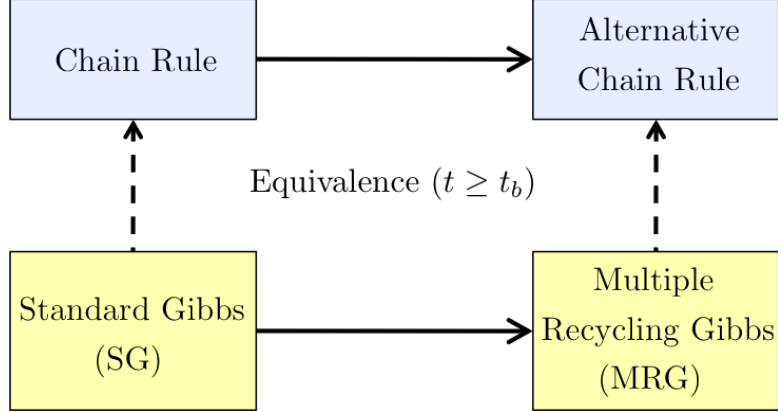 Chain Rule
Alternative
Chain Rule
Equivalence (t ≥ t_b)
Standard Gibbs
(SG)
Multiple
Recycling Gibbs
(MRG)